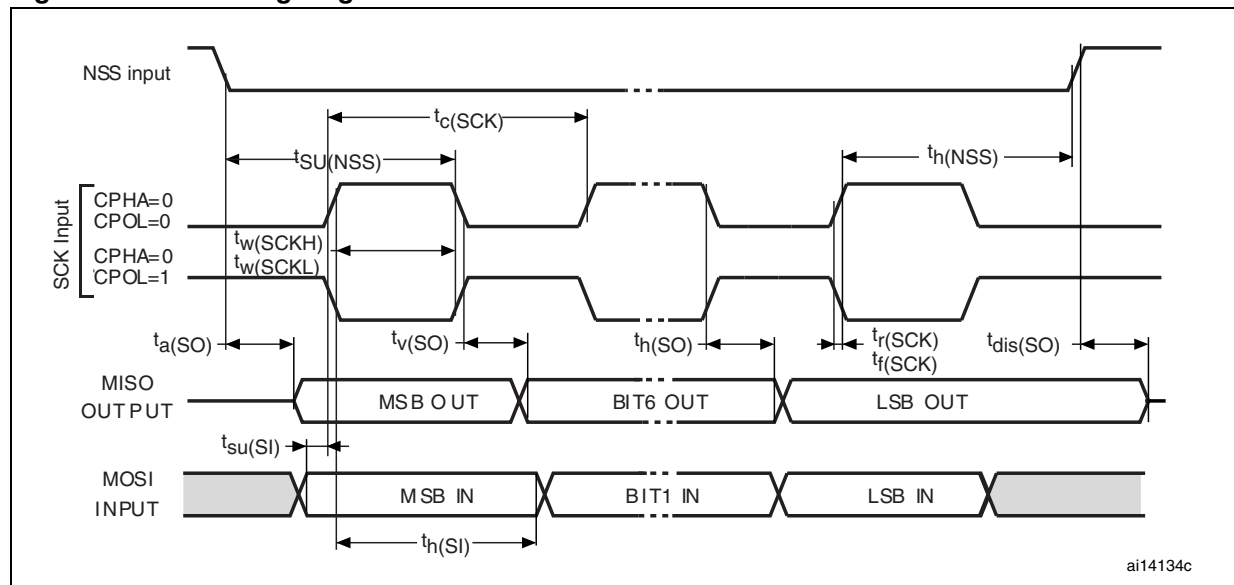 NSS input
tc(SCK)
tSU(NSS)
th(NSS)
SCK Input
CPHA=0
CPOL=0
tw(SCKH)
CPHA=0
tw(SCKL)
CPOL=1
ta(SO)
tv(SO)
th(SO)
tr(SCK)
tf(SCK)
tdis(SO)
MISO
OUTPUT
MSB OUT
BIT6 OUT
LSB OUT
tsu(SI)
MOSI
INPUT
MSB IN
BIT1 IN
LSB IN
th(SI)
ai14134c